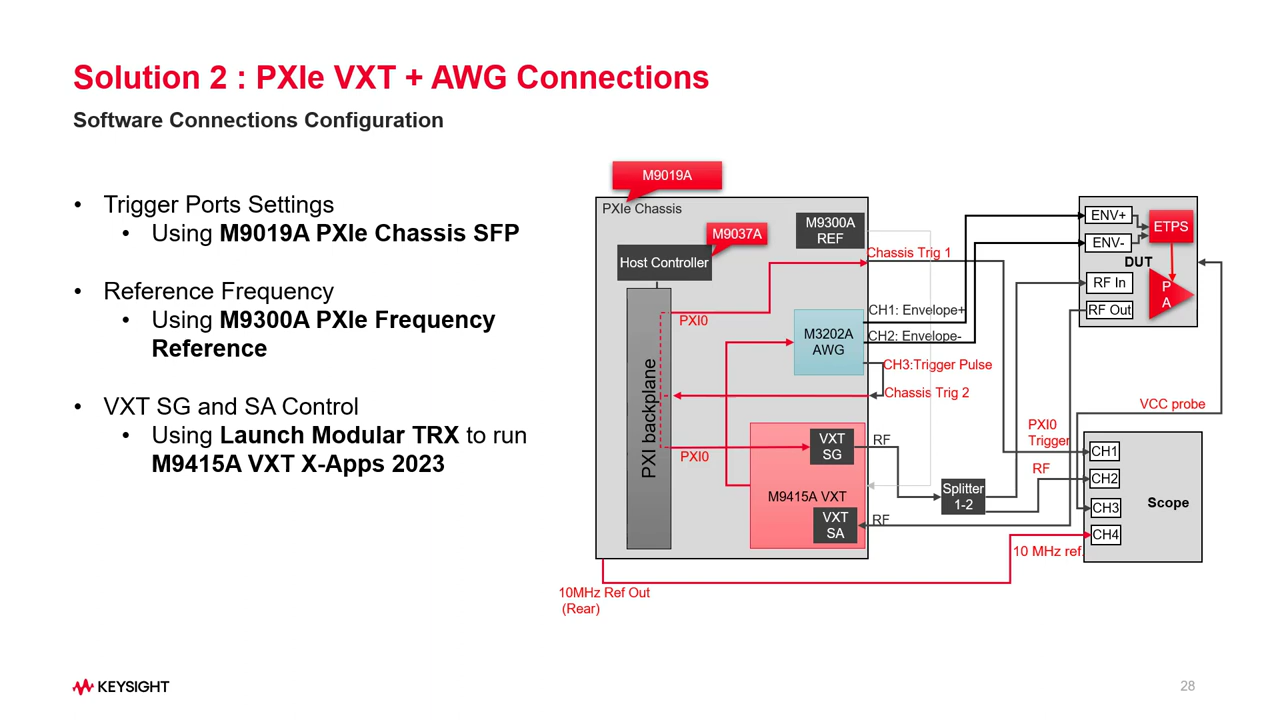 Solution 2 : PXIe VXT + AWG Connections
Software Connections Configuration
• Trigger Ports Settings
• Using M9019A PXIe Chassis SFP
• Reference Frequency
• Using M9300A PXIe Frequency
Reference
• VXT SG and SA Control
• Using Launch Modular TRX to run
M9415A VXT X-Apps 2023
M9019A
PXIe Chassis
M9037A
Host Controller
M9300A
REF
Chassis Trig 1
PXI0
PXI backplane
M3202A
AWG
CH1: Envelope+
CH2: Envelope-
CH3:Trigger Pulse
Chassis Trig 2
PXI0
VXT
SG
RF
M9415A VXT
VXT
SA
RF
Splitter
1-2
10MHz Ref Out
(Rear)
ENV+
ENV-
ETPS
DUT
RF In
RF Out
P
A
VCC probe
PXI0
Trigger
RF
CH1
CH2
CH3
CH4
Scope
10 MHz ref.
KEYSIGHT
28